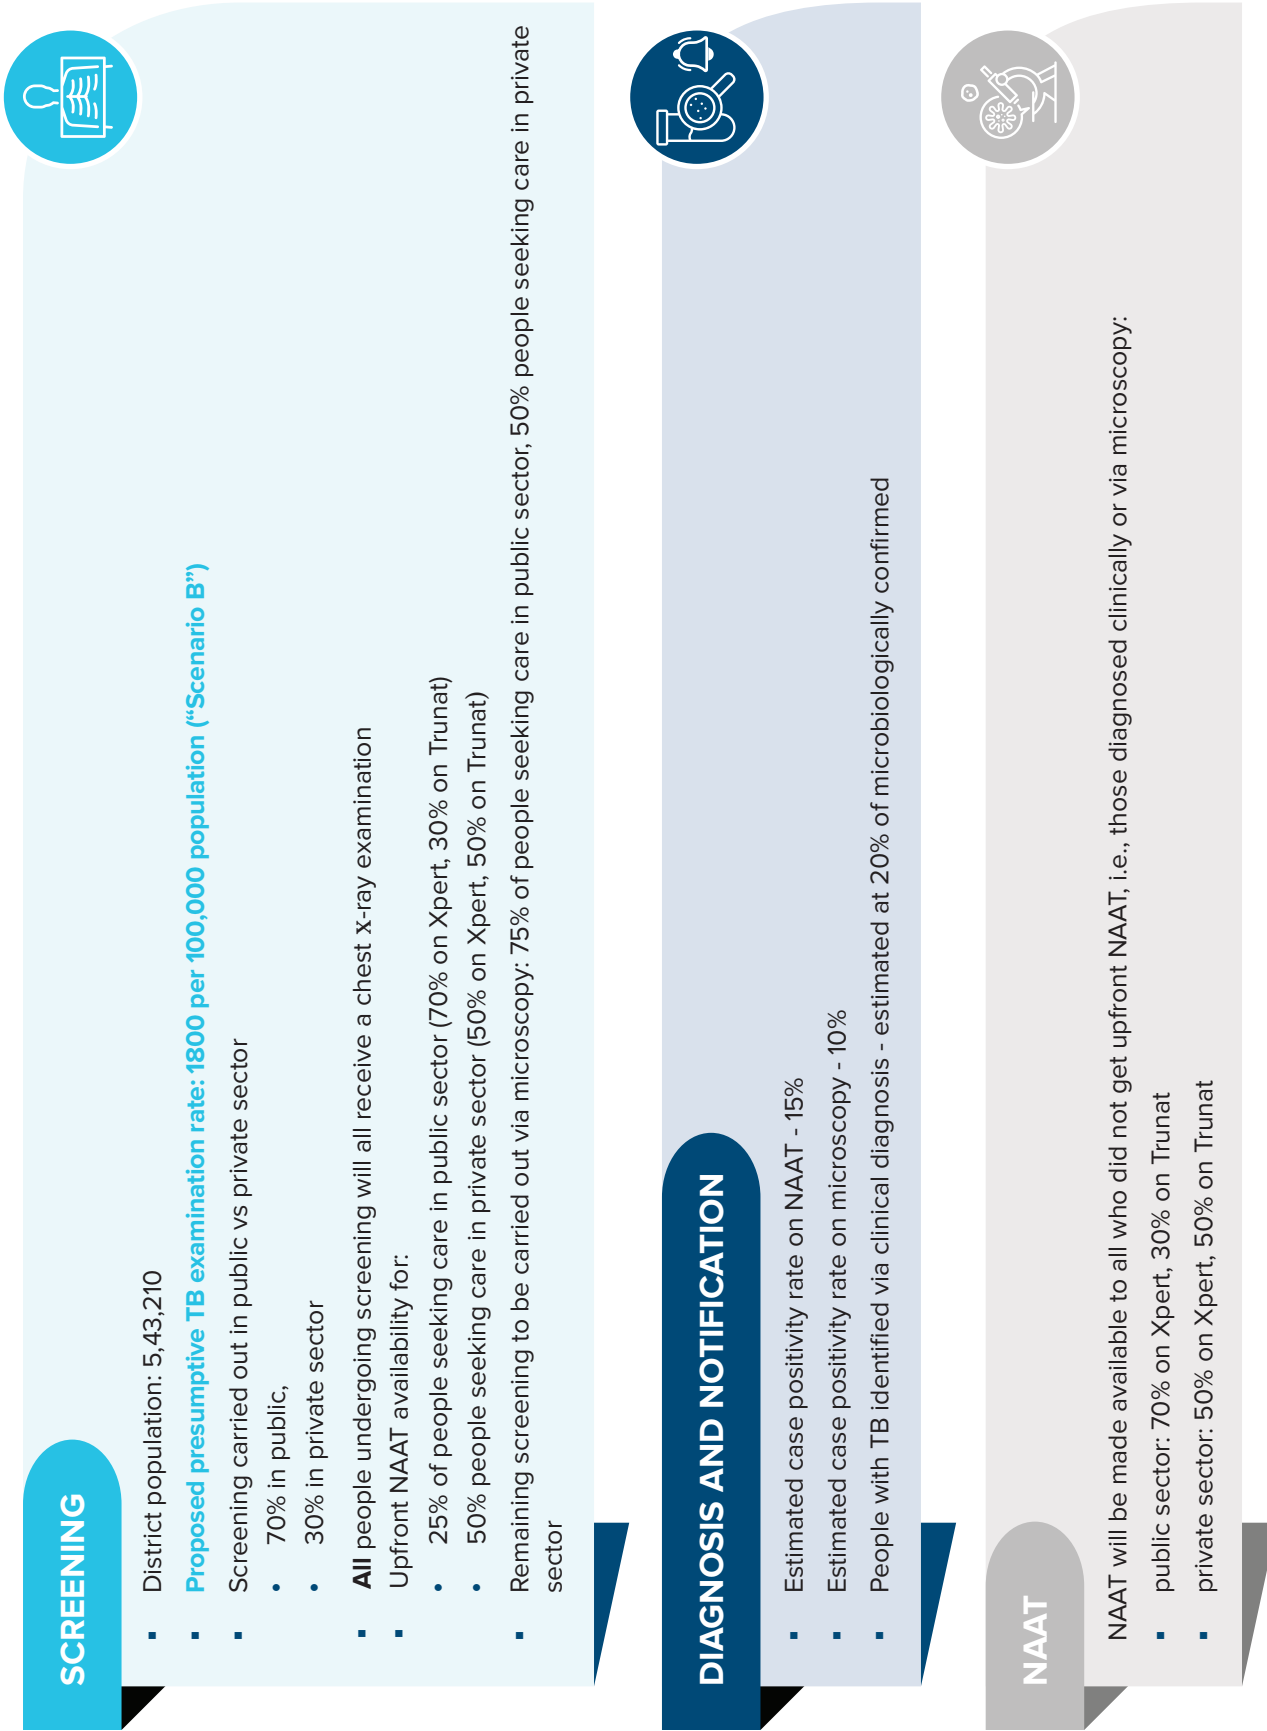 SCREENING
▪ District population: 5,43,210
▪ Proposed presumptive TB examination rate: 1800 per 100,000 population (“Scenario B”)
▪ Screening carried out in public vs private sector
• 70% in public,
• 30% in private sector
▪ All people undergoing screening will all receive a chest x-ray examination
▪ Upfront NAAT availability for:
• 25% of people seeking care in public sector (70% on Xpert, 30% on Trunat)
• 50% people seeking care in private sector (50% on Xpert, 50% on Trunat)
▪ Remaining screening to be carried out via microscopy: 75% of people seeking care in public sector, 50% people seeking care in private
sector
DIAGNOSIS AND NOTIFICATION
▪ Estimated case positivity rate on NAAT - 15%
▪ Estimated case positivity rate on microscopy - 10%
▪ People with TB identified via clinical diagnosis - estimated at 20% of microbiologically confirmed
NAAT
NAAT will be made available to all who did not get upfront NAAT, i.e., those diagnosed clinically or via microscopy:
▪ public sector: 70% on Xpert, 30% on Trunat
▪ private sector: 50% on Xpert, 50% on Trunat